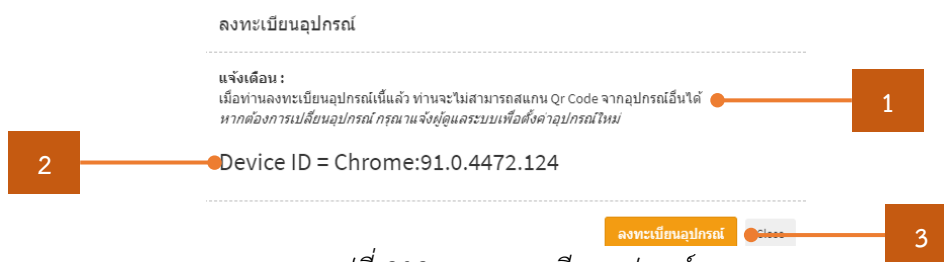 ลงทะเบียนอุปกรณ์
แจ้งเตือน :
เมื่อท่านลงทะเบียนอุปกรณ์เนี้แล้ว ท่านจะไม่สามารถสแกน Qr Code จากอุปกรณ์อื่นได้
1
หากต้องการเปลี่ยนอุปกรณ์ กรุณาแจ้งผู้ดูแลระบบเพื่อตั้งค่าอุปกรณ์ใหม่
2
Device ID = Chrome:91.0.4472.124
ลงทะเบียนอุปกรณ์
Close
3